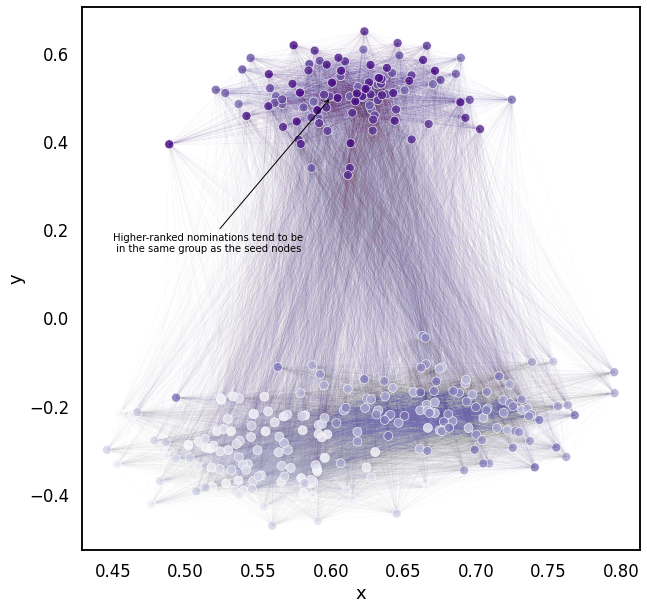 0.6
0.4
0.2
0.0
−0.2
−0.4
y
Higher-ranked nominations tend to be
in the same group as the seed nodes
0.45 0.50 0.55 0.60 0.65 0.70 0.75 0.80
x